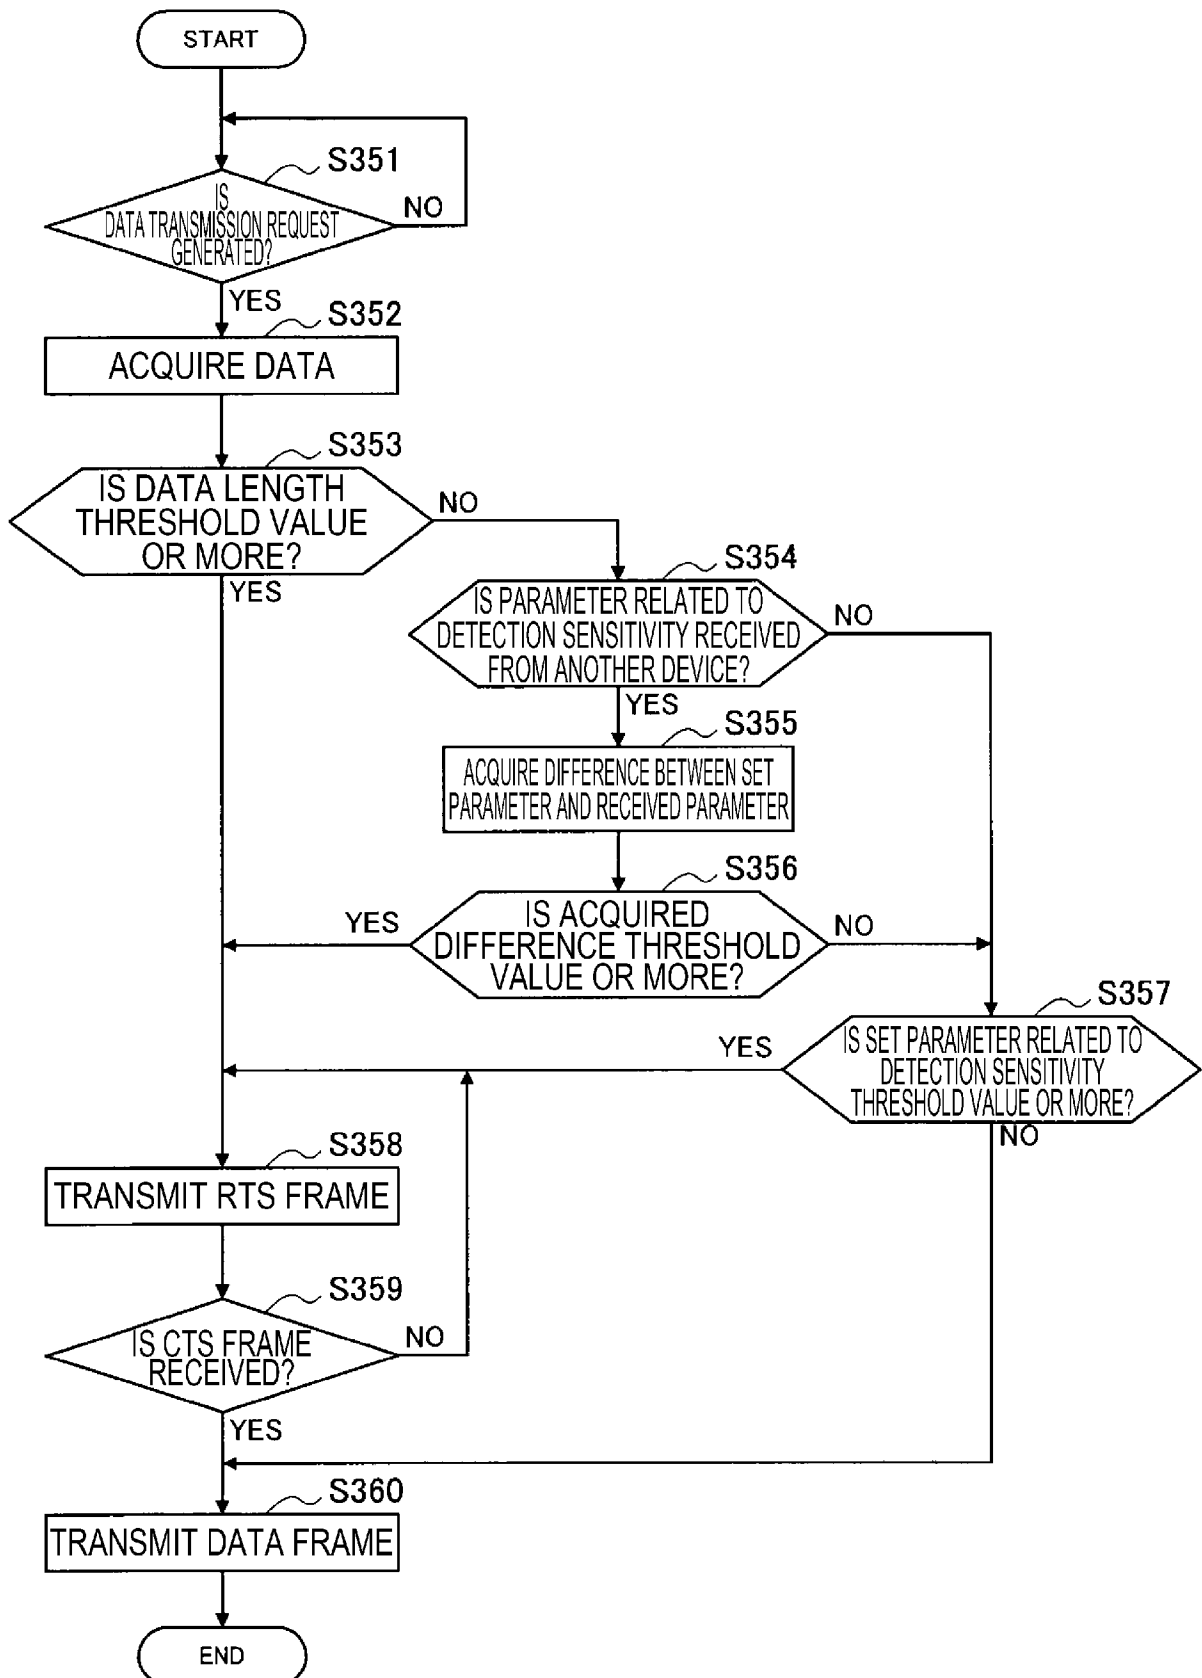 START
S351
IS
DATA TRANSMISSION REQUEST
GENERATED?
NO
YES
S352
ACQUIRE DATA
S353
IS DATA LENGTH
THRESHOLD VALUE
OR MORE?
NO
YES
S354
IS PARAMETER RELATED TO
DETECTION SENSITIVITY RECEIVED
FROM ANOTHER DEVICE?
NO
YES
S355
ACQUIRE DIFFERENCE BETWEEN SET
PARAMETER AND RECEIVED PARAMETER
S356
IS ACQUIRED
DIFFERENCE THRESHOLD
VALUE OR MORE?
YES
NO
S357
IS SET PARAMETER RELATED TO
DETECTION SENSITIVITY
THRESHOLD VALUE OR MORE?
YES
NO
S358
TRANSMIT RTS FRAME
S359
IS CTS FRAME
RECEIVED?
NO
YES
S360
TRANSMIT DATA FRAME
END